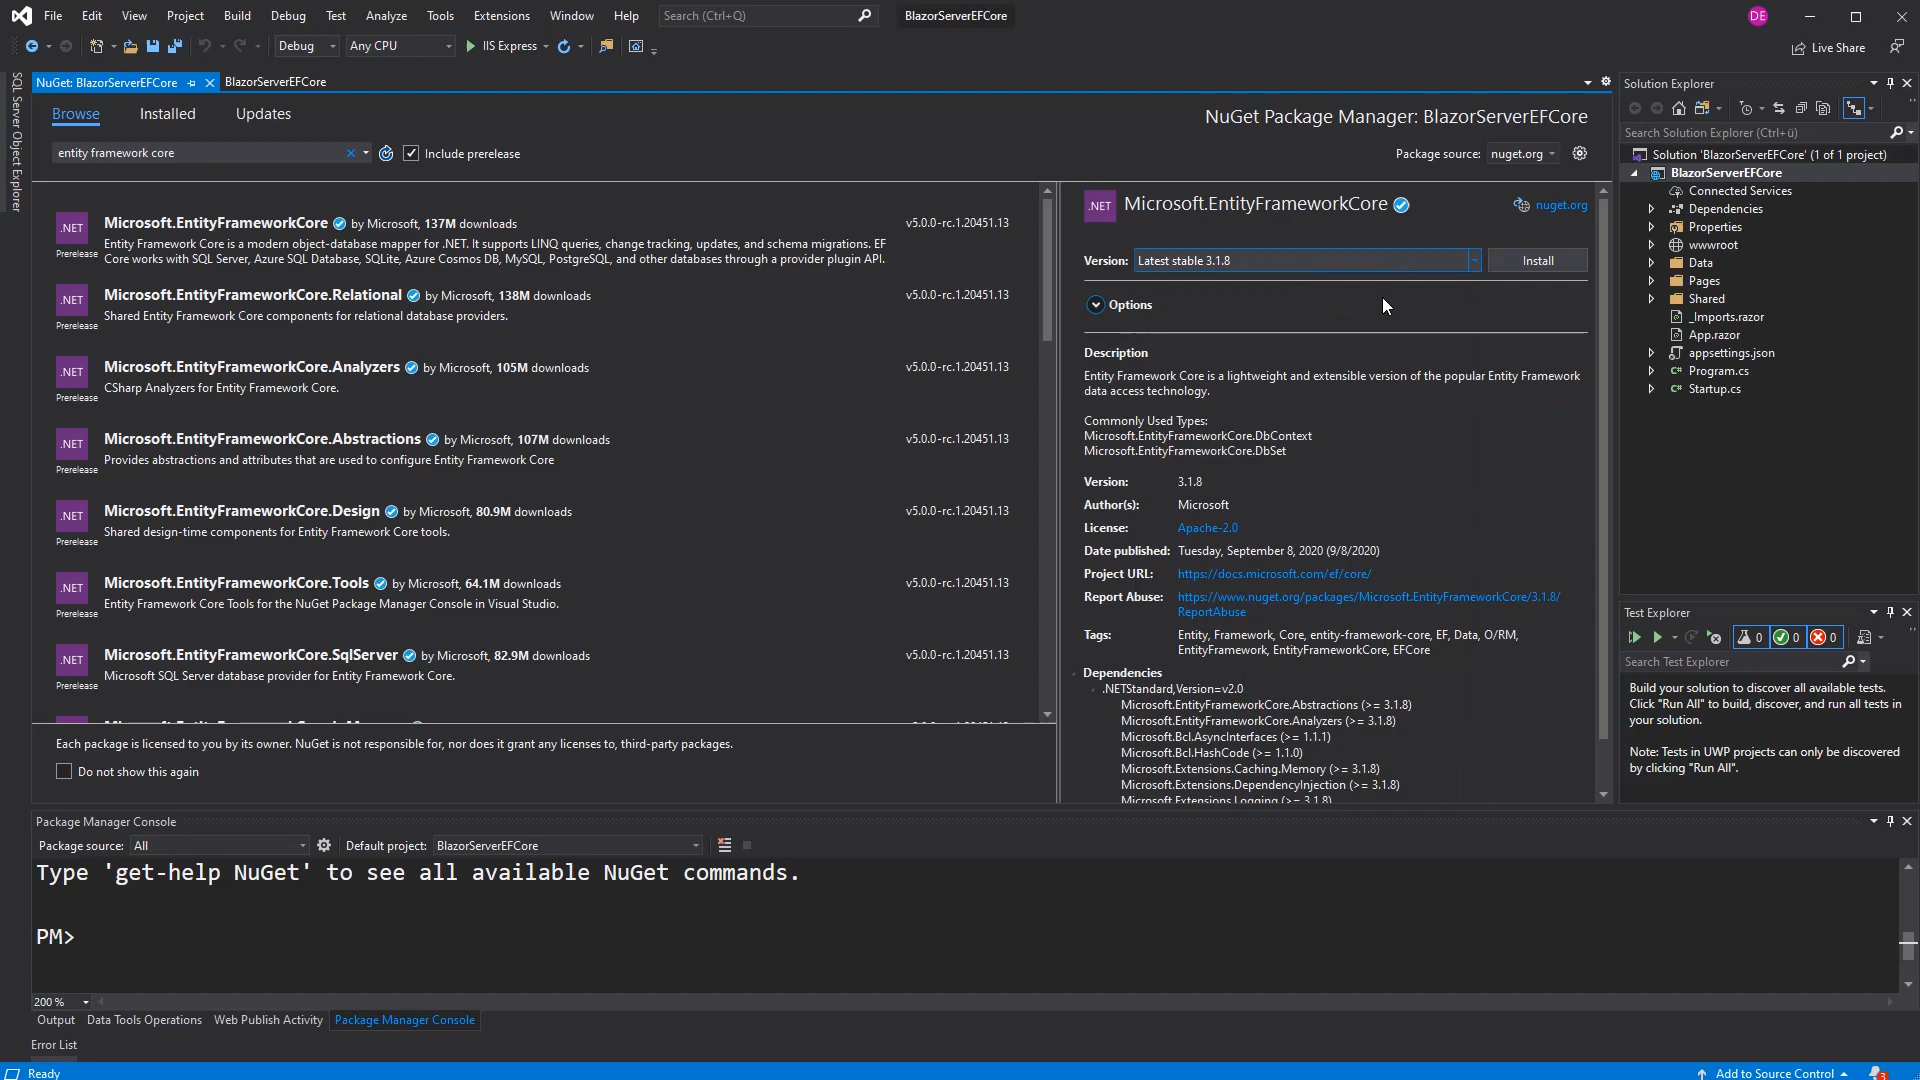 File Edit View Project Build Debug Test Analyze Tools Extensions Window Help Search (Ctrl+Q) BlazorServerEFCore DE
Debug Any CPU IIS Express Live Share
SQL Server Object Explorer
NuGet: BlazorServerEFCore BlazorServerEFCore
Browse Installed Updates
NuGet Package Manager: BlazorServerEFCore
entity framework core Include prerelease
Package source: nuget.org
.NET Prerelease
Microsoft.EntityFrameworkCore by Microsoft, 137M downloads v5.0.0-rc.1.20451.13
Entity Framework Core is a modern object-database mapper for .NET. It supports LINQ queries, change tracking, updates, and schema migrations. EF
Core works with SQL Server, Azure SQL Database, SQLite, Azure Cosmos DB, MySQL, PostgreSQL, and other databases through a provider plugin API.
.NET Prerelease
Microsoft.EntityFrameworkCore.Relational by Microsoft, 138M downloads v5.0.0-rc.1.20451.13
Shared Entity Framework Core components for relational database providers.
.NET Prerelease
Microsoft.EntityFrameworkCore.Analyzers by Microsoft, 105M downloads v5.0.0-rc.1.20451.13
CSharp Analyzers for Entity Framework Core.
.NET Prerelease
Microsoft.EntityFrameworkCore.Abstractions by Microsoft, 107M downloads v5.0.0-rc.1.20451.13
Provides abstractions and attributes that are used to configure Entity Framework Core
.NET Prerelease
Microsoft.EntityFrameworkCore.Design by Microsoft, 80.9M downloads v5.0.0-rc.1.20451.13
Shared design-time components for Entity Framework Core tools.
.NET Prerelease
Microsoft.EntityFrameworkCore.Tools by Microsoft, 64.1M downloads v5.0.0-rc.1.20451.13
Entity Framework Core Tools for the NuGet Package Manager Console in Visual Studio.
.NET Prerelease
Microsoft.EntityFrameworkCore.SqlServer by Microsoft, 82.9M downloads v5.0.0-rc.1.20451.13
Microsoft SQL Server database provider for Entity Framework Core.
Each package is licensed to you by its owner. NuGet is not responsible for, nor does it grant any licenses to, third-party packages.
Do not show this again
.NET Microsoft.EntityFrameworkCore nuget.org
Version: Latest stable 3.1.8 Install
Options
Description
Entity Framework Core is a lightweight and extensible version of the popular Entity Framework
data access technology.
Commonly Used Types:
Microsoft.EntityFrameworkCore.DbContext
Microsoft.EntityFrameworkCore.DbSet
Version: 3.1.8
Author(s): Microsoft
License: Apache-2.0
Date published: Tuesday, September 8, 2020 (9/8/2020)
Project URL: https://docs.microsoft.com/ef/core/
Report Abuse: https://www.nuget.org/packages/Microsoft.EntityFrameworkCore/3.1.8/
ReportAbuse
Tags: Entity, Framework, Core, entity-framework-core, EF, Data, O/RM,
EntityFramework, EntityFrameworkCore, EFCore
Dependencies
.NETStandard,Version=v2.0
Microsoft.EntityFrameworkCore.Abstractions (>= 3.1.8)
Microsoft.EntityFrameworkCore.Analyzers (>= 3.1.8)
Microsoft.Bcl.AsyncInterfaces (>= 1.1.1)
Microsoft.Bcl.HashCode (>= 1.1.0)
Microsoft.Extensions.Caching.Memory (>= 3.1.8)
Microsoft.Extensions.DependencyInjection (>= 3.1.8)
Microsoft.Extensions.Logging (>= 3.1.8)
Solution Explorer
Search Solution Explorer (Ctrl+ü)
Solution 'BlazorServerEFCore' (1 of 1 project)
BlazorServerEFCore
Connected Services
Dependencies
Properties
wwwroot
Data
Pages
Shared
_Imports.razor
App.razor
appsettings.json
C# Program.cs
C# Startup.cs
Test Explorer
0 0 0
Search Test Explorer
Build your solution to discover all available tests.
Click "Run All" to build, discover, and run all tests in
your solution.
Note: Tests in UWP projects can only be discovered
by clicking "Run All".
Package Manager Console
Package source: All Default project: BlazorServerEFCore
Type 'get-help NuGet' to see all available NuGet commands.
PM>
200 %
Output Data Tools Operations Web Publish Activity Package Manager Console
Error List
Ready Add to Source Control 3